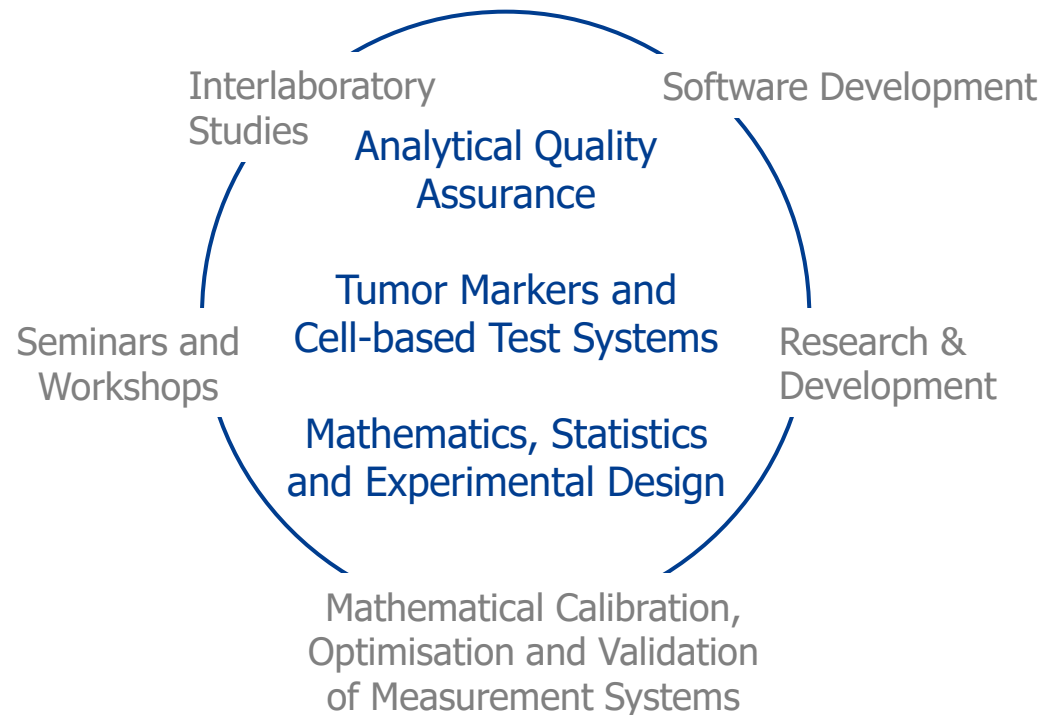 Interlaboratory
Studies
Software Development
Analytical Quality
Assurance
Tumor Markers and
Cell-based Test Systems
Seminars and
Workshops
Research &
Development
Mathematics, Statistics
and Experimental Design
Mathematical Calibration,
Optimisation and Validation
of Measurement Systems